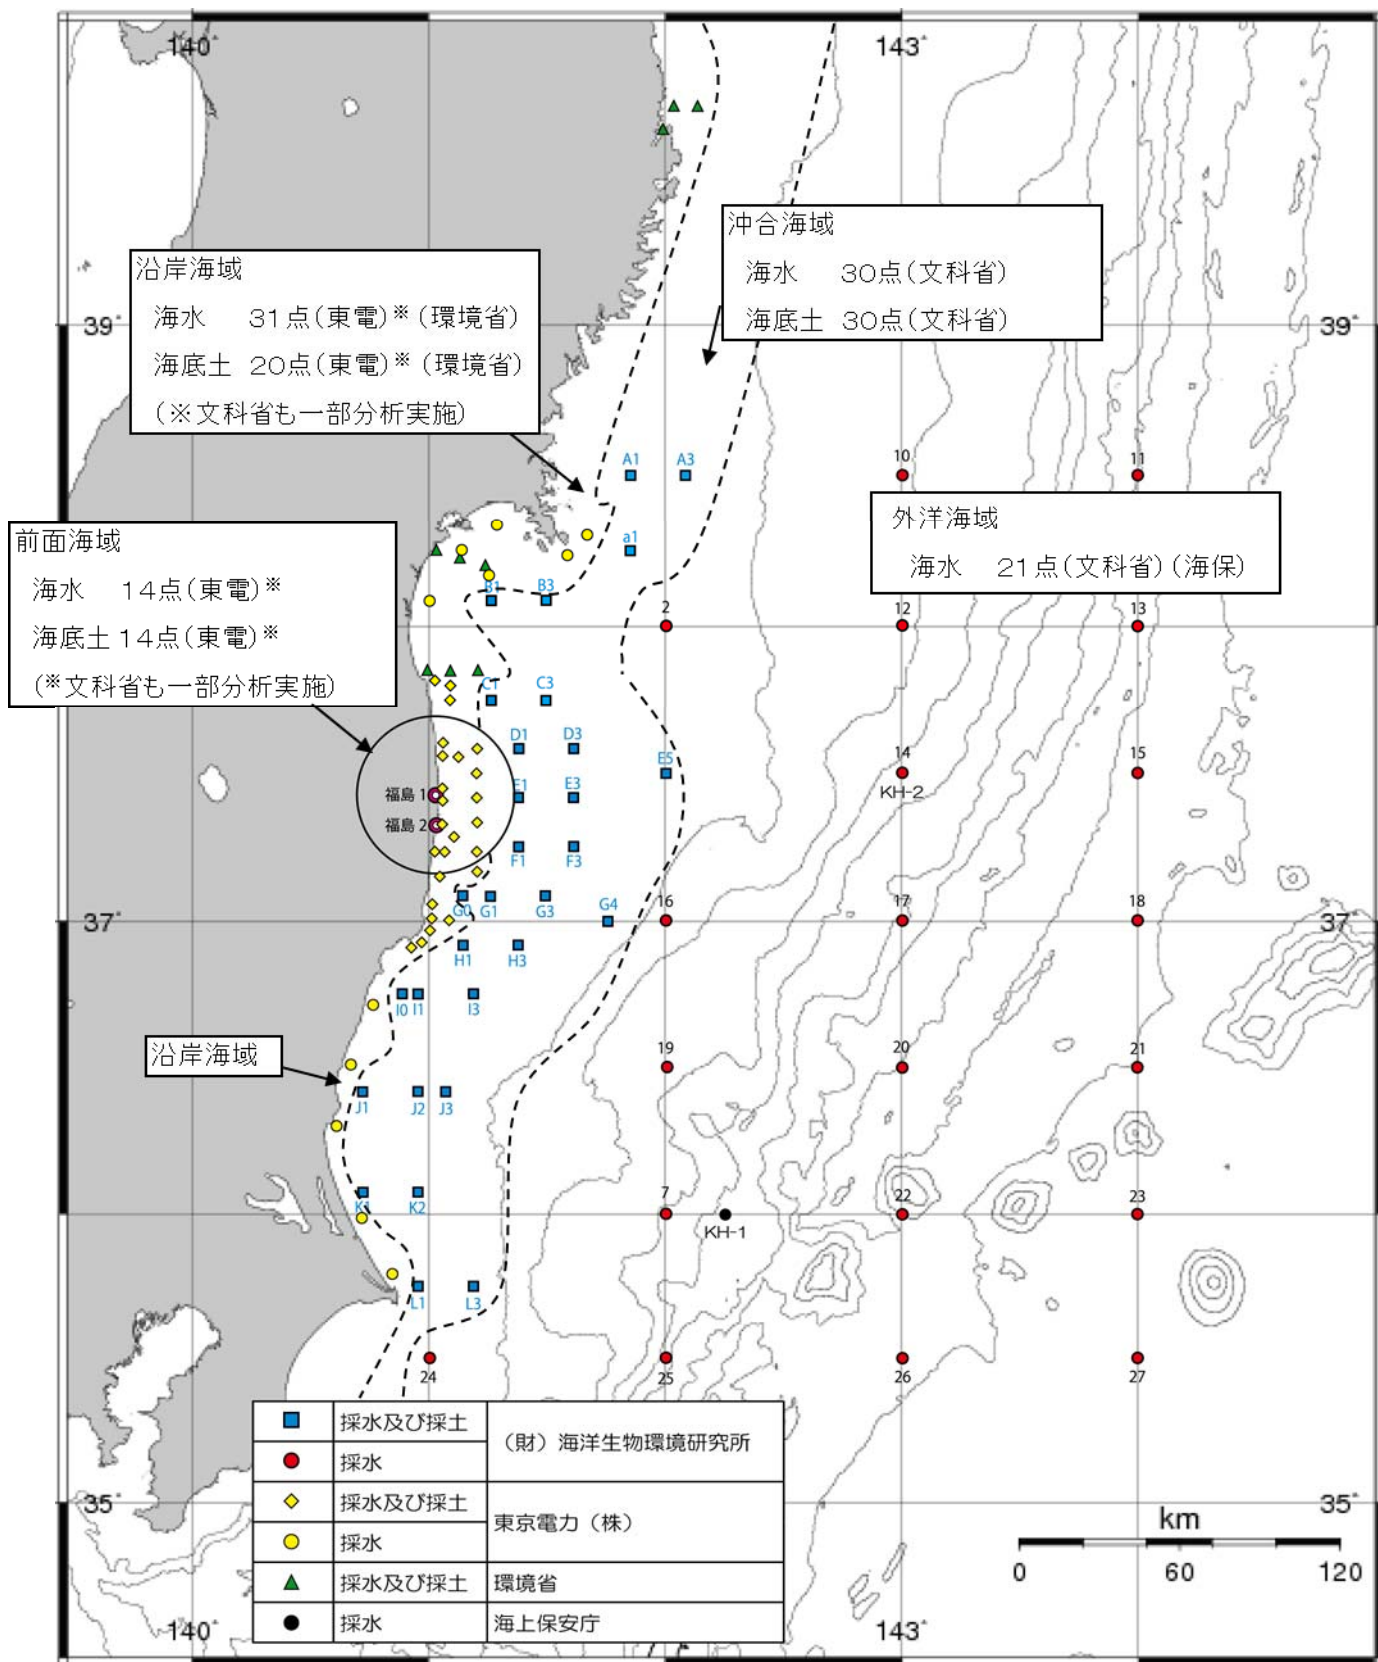 140°
143°
沖合海域
海水 30点(文科省)
海底土 30点(文科省)
沿岸海域
海水 31点(東電)※(環境省)
海底土 20点(東電)※(環境省)
(※文科省も一部分析実施)
39°
39°
A1
A3
10
11
外洋海域
海水 21点(文科省)(海保)
前面海域
海水 14点(東電)※
海底土14点(東電)※
(※文科省も一部分析実施)
a1
B1
B3
2
12
13
C1
C3
D1
D3
E5
14
KH-2
15
福島1
E1
E3
福島2
F1
F3
G0
G1
G3
G4
16
17
18
37°
37°
H1
H3
I0
I1
I3
沿岸海域
19
20
21
J1
J2
J3
K1
K2
7
KH-1
22
23
L1
L3
24
25
26
27
採水及び採土
(財)海洋生物環境研究所
採水
採水及び採土
東京電力(株)
採水
採水及び採土 環境省
採水 海上保安庁
35°
35°
km
0 60 120
140°
143°